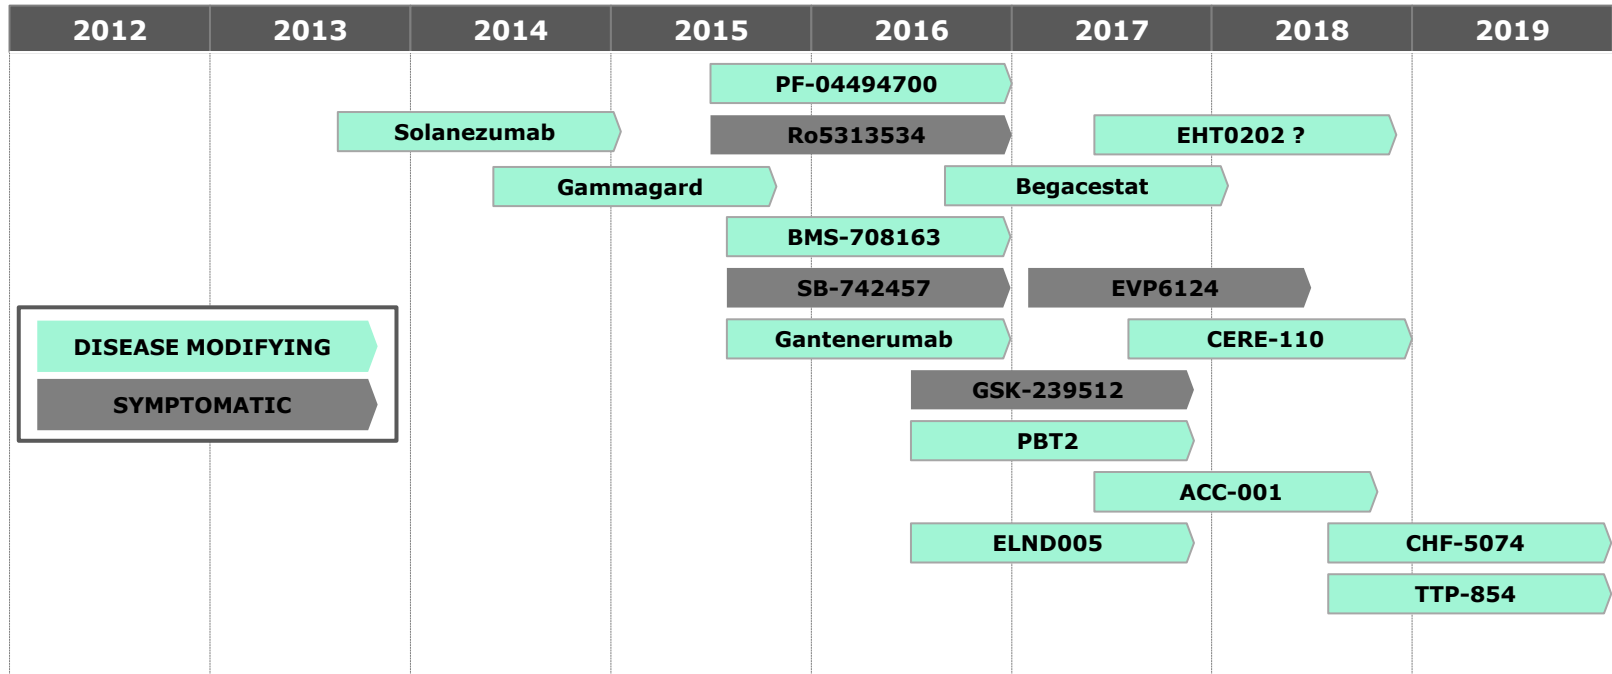 2012 2013 2014 2015 2016 2017 2018 2019
PF-04494700
Solanezumab Ro5313534 EHT0202 ?
Gammagard Begacestat
BMS-708163
SB-742457 EVP6124
Gantenerumab CERE-110
DISEASE MODIFYING
GSK-239512
SYMPTOMATIC
PBT2
ACC-001
ELND005 CHF-5074
TTP-854